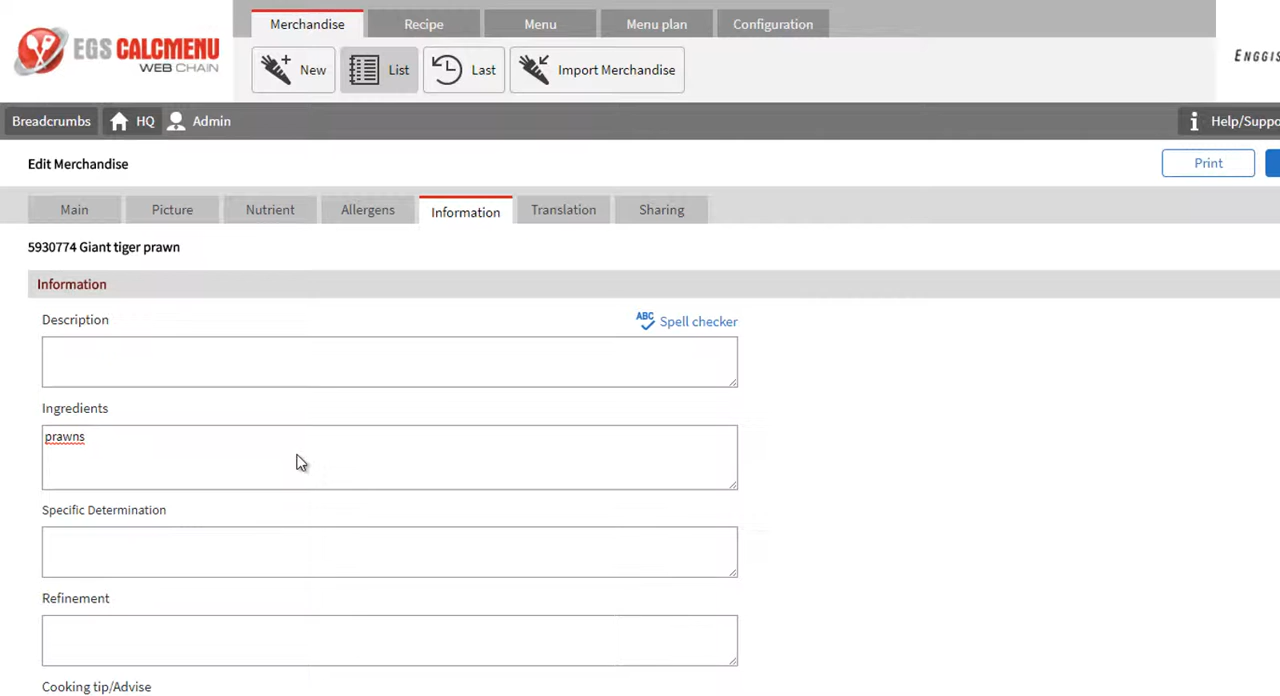 EGS CALCMENU
WEB CHAIN
Merchandise
Recipe
Menu
Menu plan
Configuration
New
List
Last
Import Merchandise
ENGGIS
Breadcrumbs
HQ
Admin
Help/Suppo
Edit Merchandise
Print
Main
Picture
Nutrient
Allergens
Information
Translation
Sharing
5930774 Giant tiger prawn
Information
Description
ABC Spell checker
Ingredients
prawns
Specific Determination
Refinement
Cooking tip/Advise